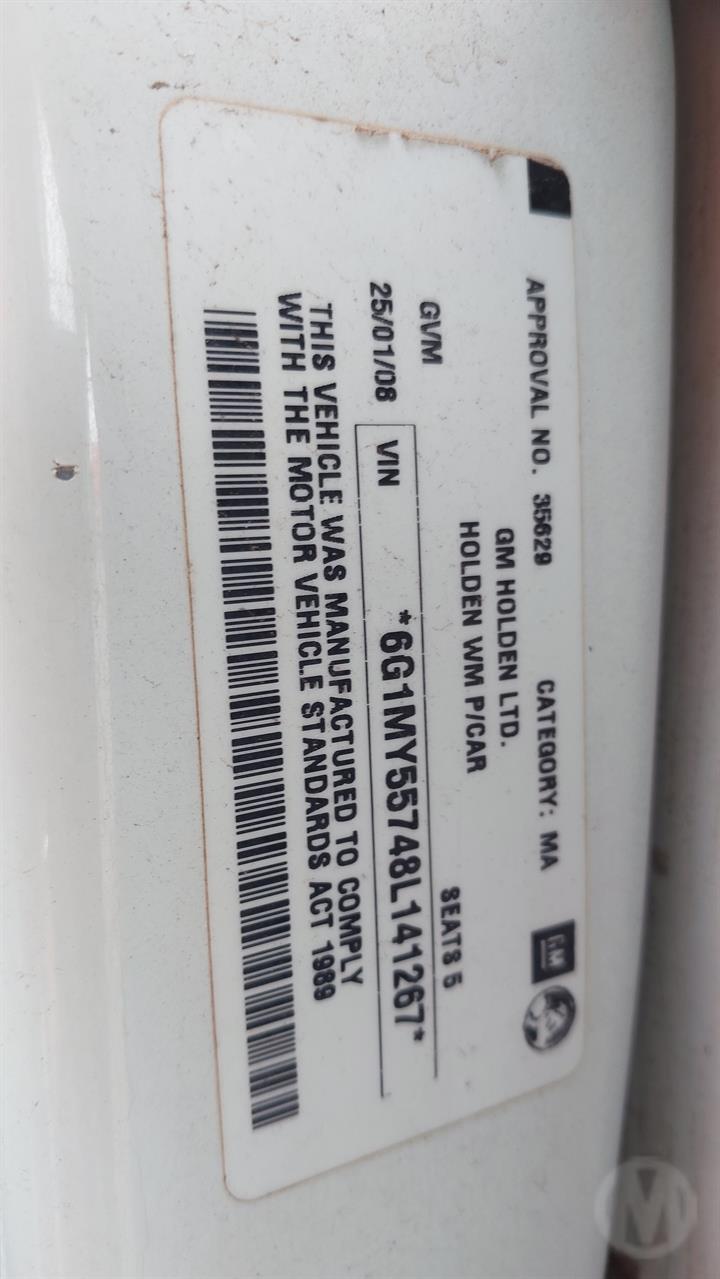 APPROVAL NO. 35629 CATEGORY: MA GM
GM HOLDEN LTD.
HOLDEN WM P/CAR
GVM SEATS 5
25/01/08 VIN *6G1MY55748L141267*
THIS VEHICLE WAS MANUFACTURED TO COMPLY
WITH THE MOTOR VEHICLE STANDARDS ACT 1989
M